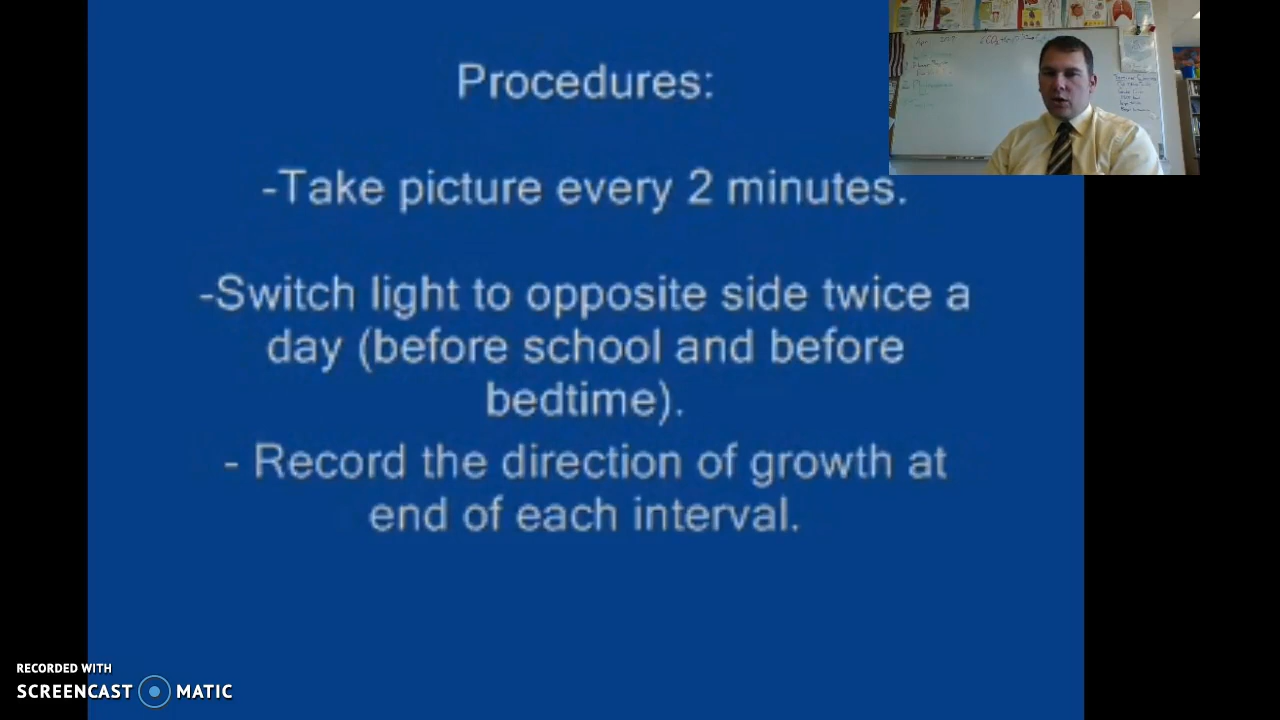 Procedures:
-Take picture every 2 minutes.
-Switch light to opposite side twice a
day (before school and before
bedtime).
- Record the direction of growth at
end of each interval.
RECORDED WITH
SCREENCAST MATIC